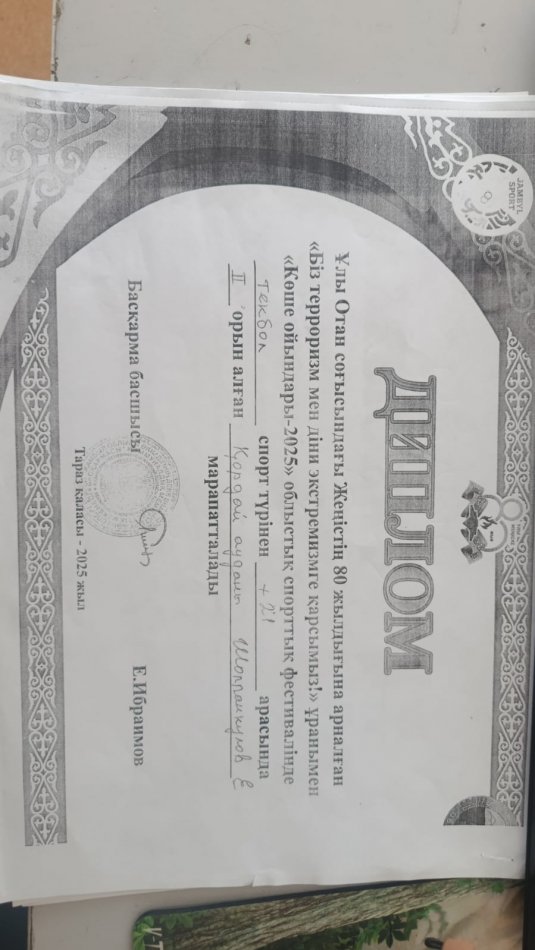 JAMBYL
SPORT
ДИПЛОМ
Ұлы Отан соғысындағы Жеңістің 80 жылдығына арналған
«Біз терроризм мен діни экстремизмге қарсымыз!» ұранымен
«Көше ойындары-2025» облыстық спорттық фестивалінде
Текбол спорт түрінен +21 арасында
II орын алған Қордай ауданы Шолпанкулов Е
марапатталады
Басқарма басшысы Е.Ибраимов
Тараз қаласы - 2025 жыл
V-T